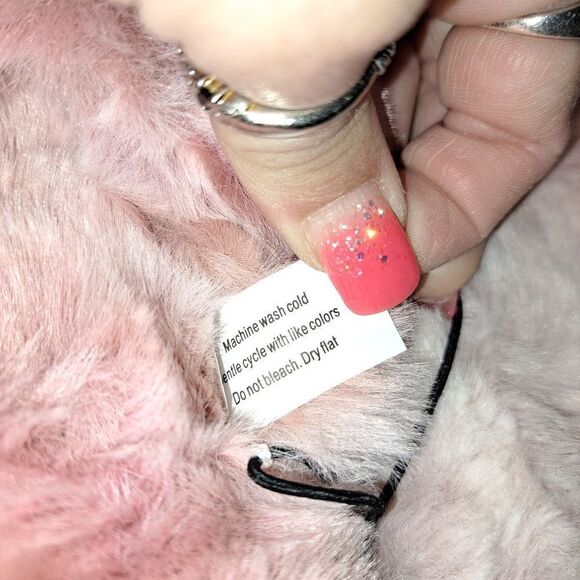 Machine wash cold
entle cycle with like colors
Do not bleach. Dry flat